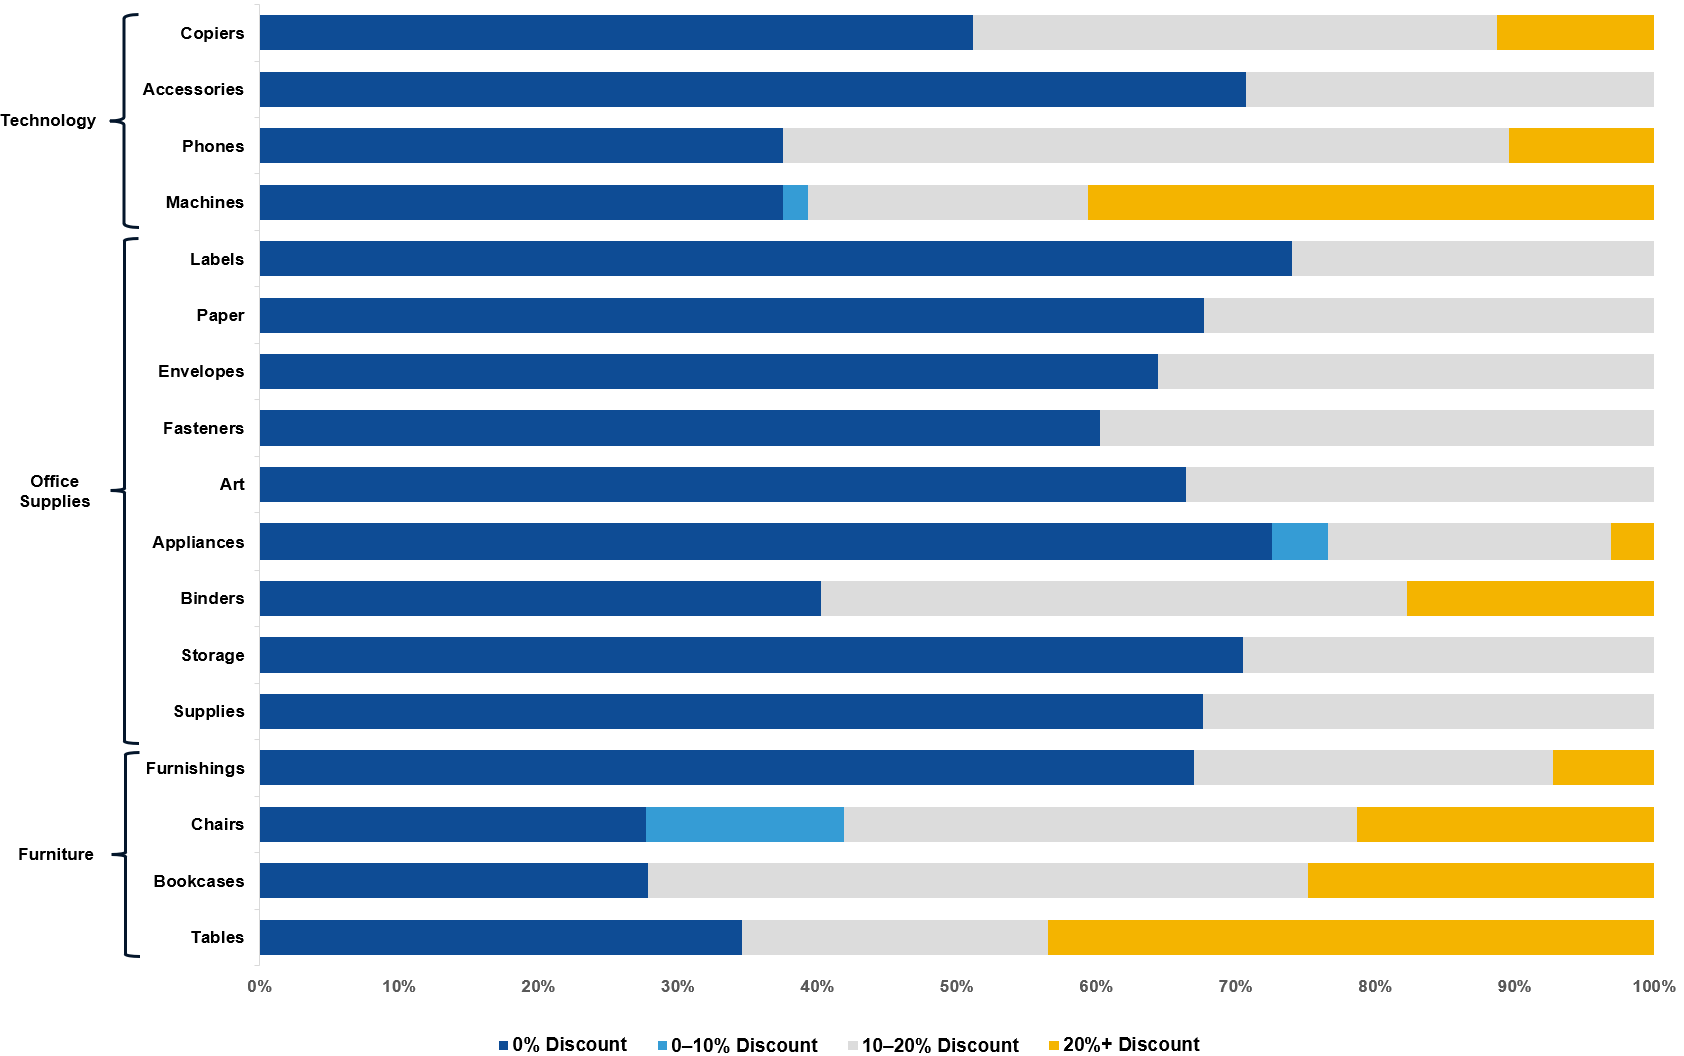 Technology
Copiers
Accessories
Phones
Machines
Office
Supplies
Labels
Paper
Envelopes
Fasteners
Art
Appliances
Binders
Storage
Supplies
Furniture
Furnishings
Chairs
Bookcases
Tables
0% 10% 20% 30% 40% 50% 60% 70% 80% 90% 100%
0% Discount 0–10% Discount 10–20% Discount 20%+ Discount